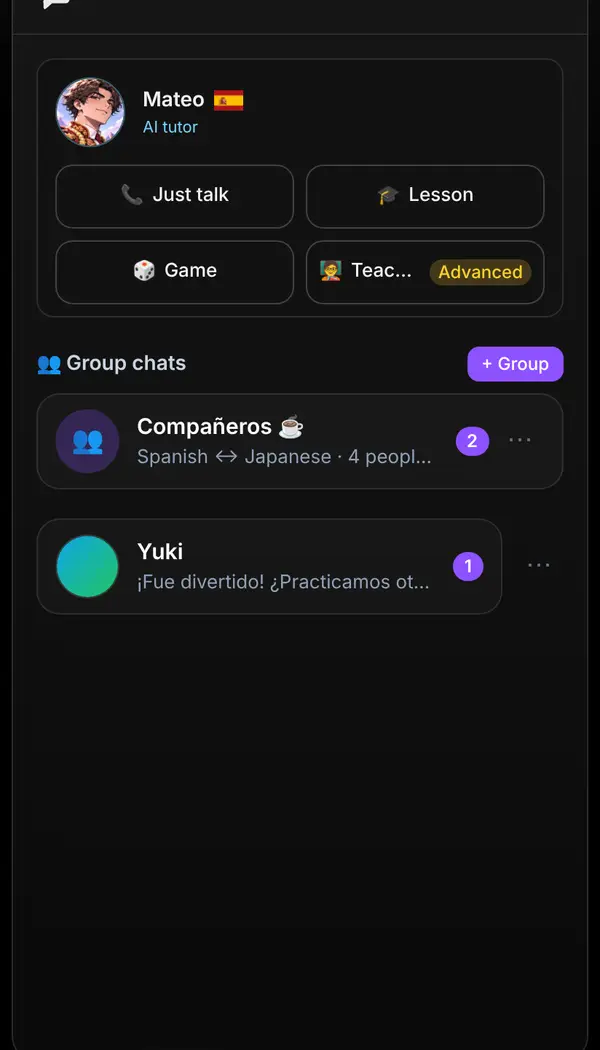 Mateo 🇪🇸
AI tutor
📞 Just talk
🎓 Lesson
🎲 Game
🧑‍🏫 Teac... Advanced
👥 Group chats
+ Group
Compañeros ☕
Spanish ↔ Japanese · 4 peopl...
2
...
Yuki
¡Fue divertido! ¿Practicamos ot...
1
...